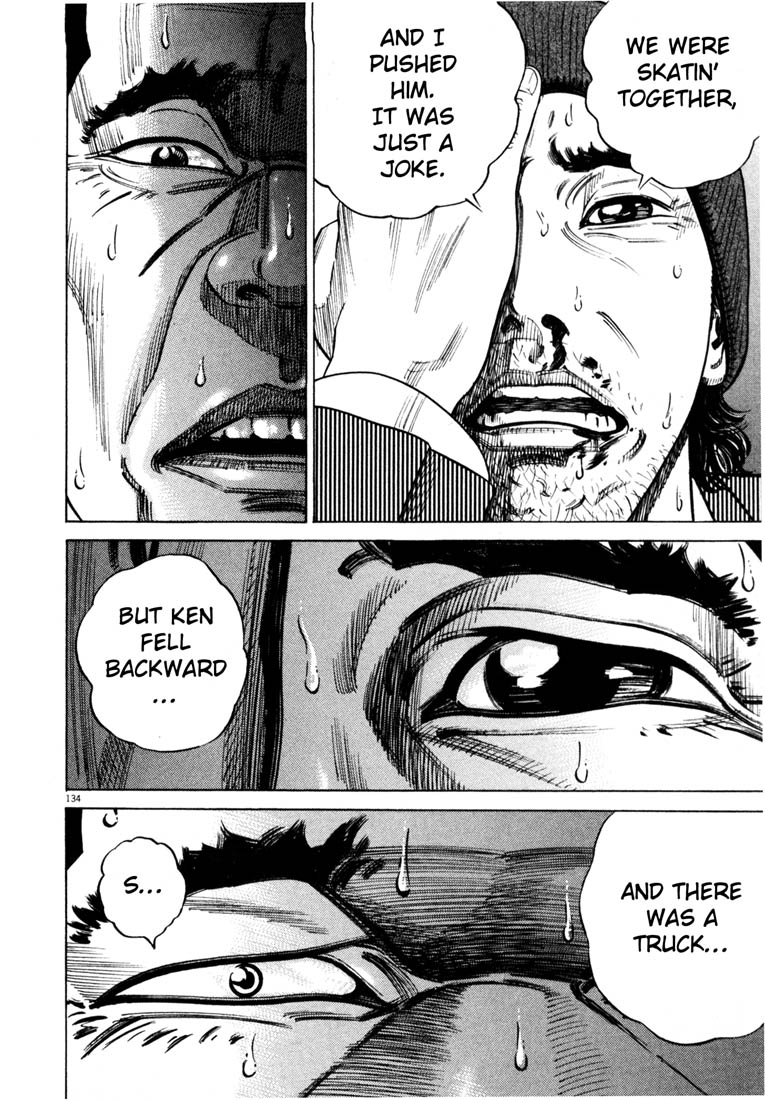 WE WERE
SKATIN'
TOGETHER,
AND I
PUSHED
HIM.
IT WAS
JUST A
JOKE.
BUT KEN
FELL
BACKWARD
...
134
AND THERE
WAS A
TRUCK...
S...